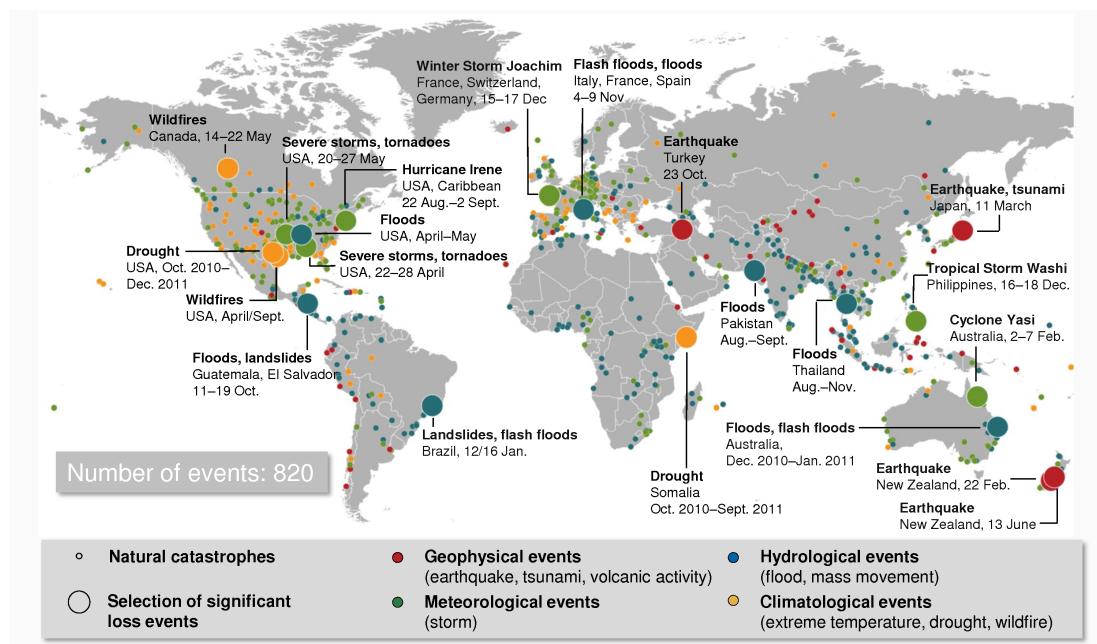 Winter Storm Joachim
France, Switzerland,
Germany, 15–17 Dec
Flash floods, floods
Italy, France, Spain
4–9 Nov
Wildfires
Canada, 14–22 May
Severe storms, tornadoes
USA, 20–27 May
Hurricane Irene
USA, Caribbean
22 Aug.–2 Sept.
Earthquake
Turkey
23 Oct.
Earthquake, tsunami
Japan, 11 March
Floods
USA, April–May
Drought
USA, Oct. 2010–
Dec. 2011
Severe storms, tornadoes
USA, 22–28 April
Wildfires
USA, April/Sept.
Tropical Storm Washi
Philippines, 16–18 Dec.
Floods
Pakistan
Aug.–Sept.
Cyclone Yasi
Australia, 2–7 Feb.
Floods, landslides
Guatemala, El Salvador
11–19 Oct.
Floods
Thailand
Aug.–Nov.
Landslides, flash floods
Brazil, 12/16 Jan.
Floods, flash floods
Australia,
Dec. 2010–Jan. 2011
Number of events: 820
Drought
Somalia
Oct. 2010–Sept. 2011
Earthquake
New Zealand, 22 Feb.
Earthquake
New Zealand, 13 June
Natural catastrophes
Selection of significant
loss events
Geophysical events
(earthquake, tsunami, volcanic activity)
Meteorological events
(storm)
Hydrological events
(flood, mass movement)
Climatological events
(extreme temperature, drought, wildfire)